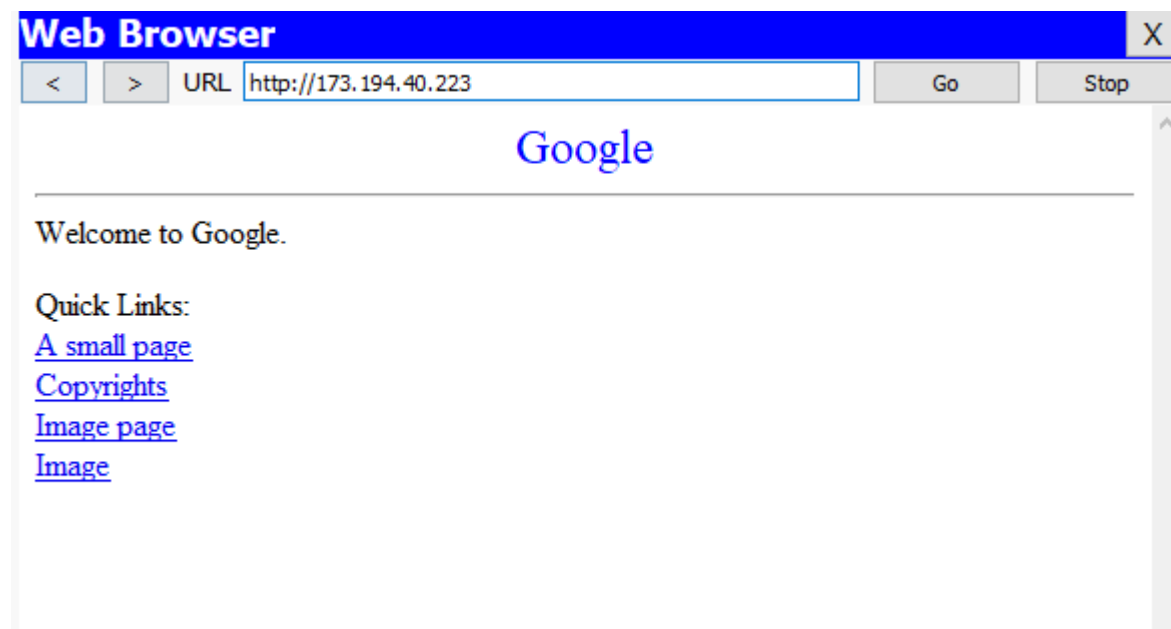 Web Browser X
< > URL http://173.194.40.223 Go Stop
Google
Welcome to Google.
Quick Links:
A small page
Copyrights
Image page
Image